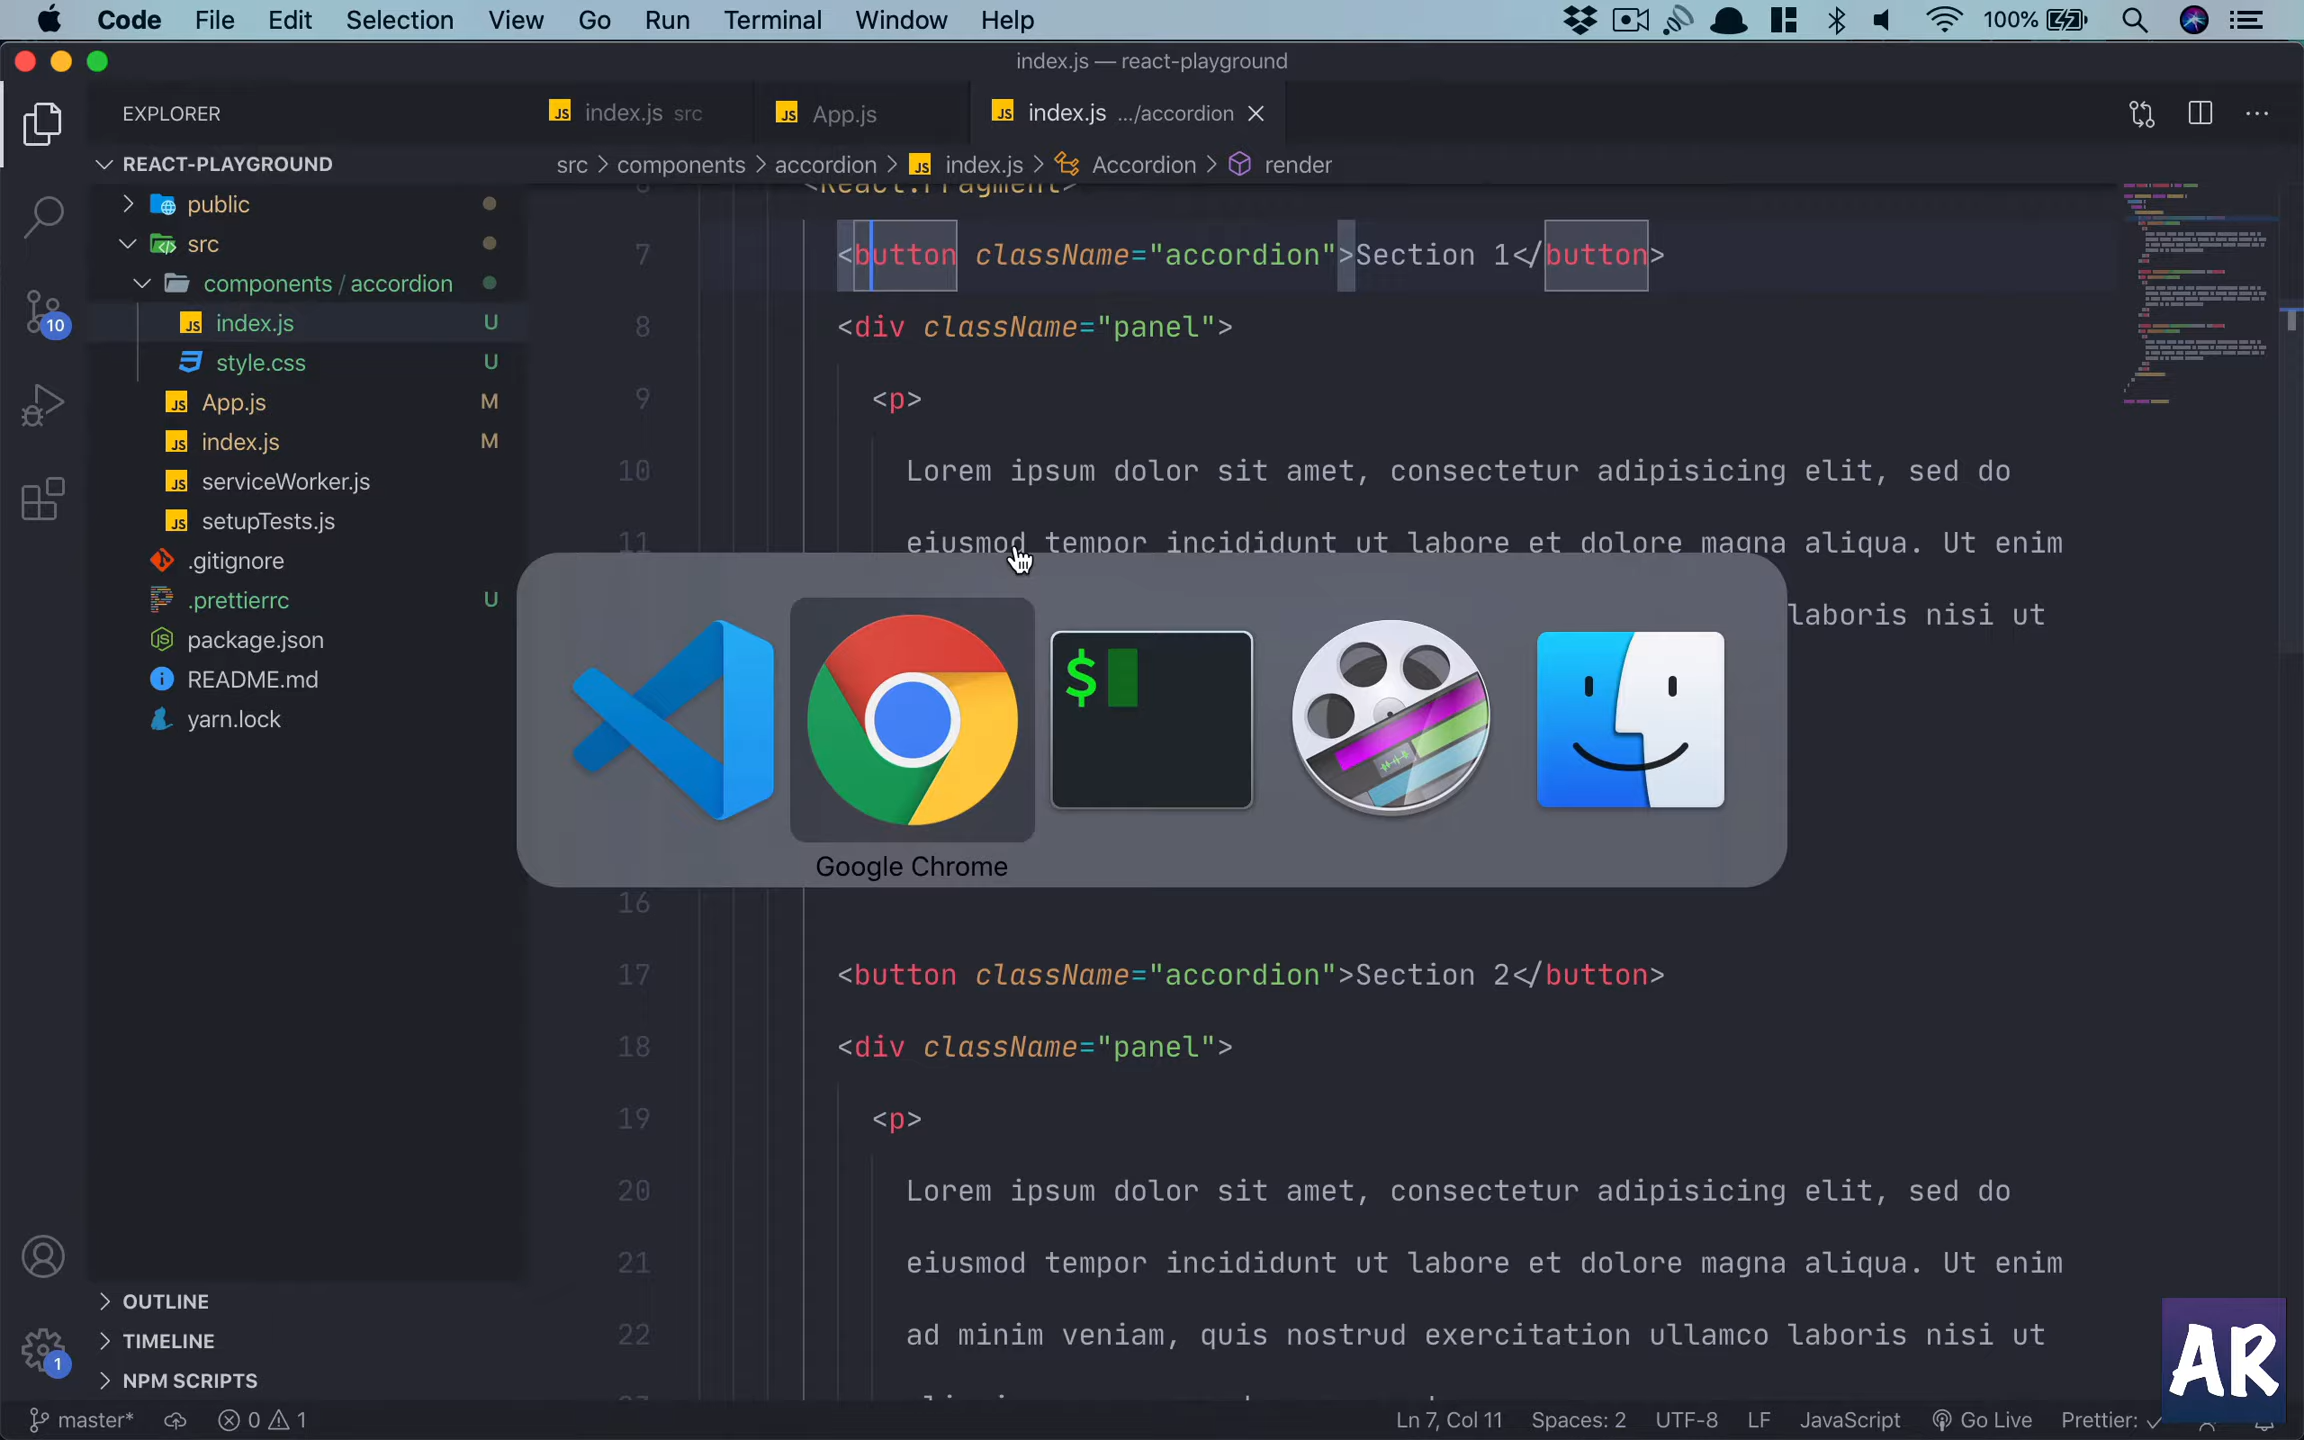 Code File Edit Selection View Go Run Terminal Window Help 100%
index.js — react-playground
EXPLORER
index.js src
App.js
index.js .../accordion
REACT-PLAYGROUND
src > components > accordion > index.js > Accordion > render
public
src
components / accordion
index.js U
style.css U
App.js M
index.js M
serviceWorker.js
setupTests.js
.gitignore
.prettierrc U
package.json
README.md
yarn.lock
10
6 <React.Fragment>
7 <button className="accordion">Section 1</button>
8 <div className="panel">
9 <p>
10 Lorem ipsum dolor sit amet, consectetur adipisicing elit, sed do
11 eiusmod tempor incididunt ut labore et dolore magna aliqua. Ut enim
laboris nisi ut
$
Google Chrome
16
17 <button className="accordion">Section 2</button>
18 <div className="panel">
19 <p>
20 Lorem ipsum dolor sit amet, consectetur adipisicing elit, sed do
21 eiusmod tempor incididunt ut labore et dolore magna aliqua. Ut enim
22 ad minim veniam, quis nostrud exercitation ullamco laboris nisi ut
OUTLINE
TIMELINE
NPM SCRIPTS
1
AR
master* 0 1 Ln 7, Col 11 Spaces: 2 UTF-8 LF JavaScript Go Live Prettier: ✓